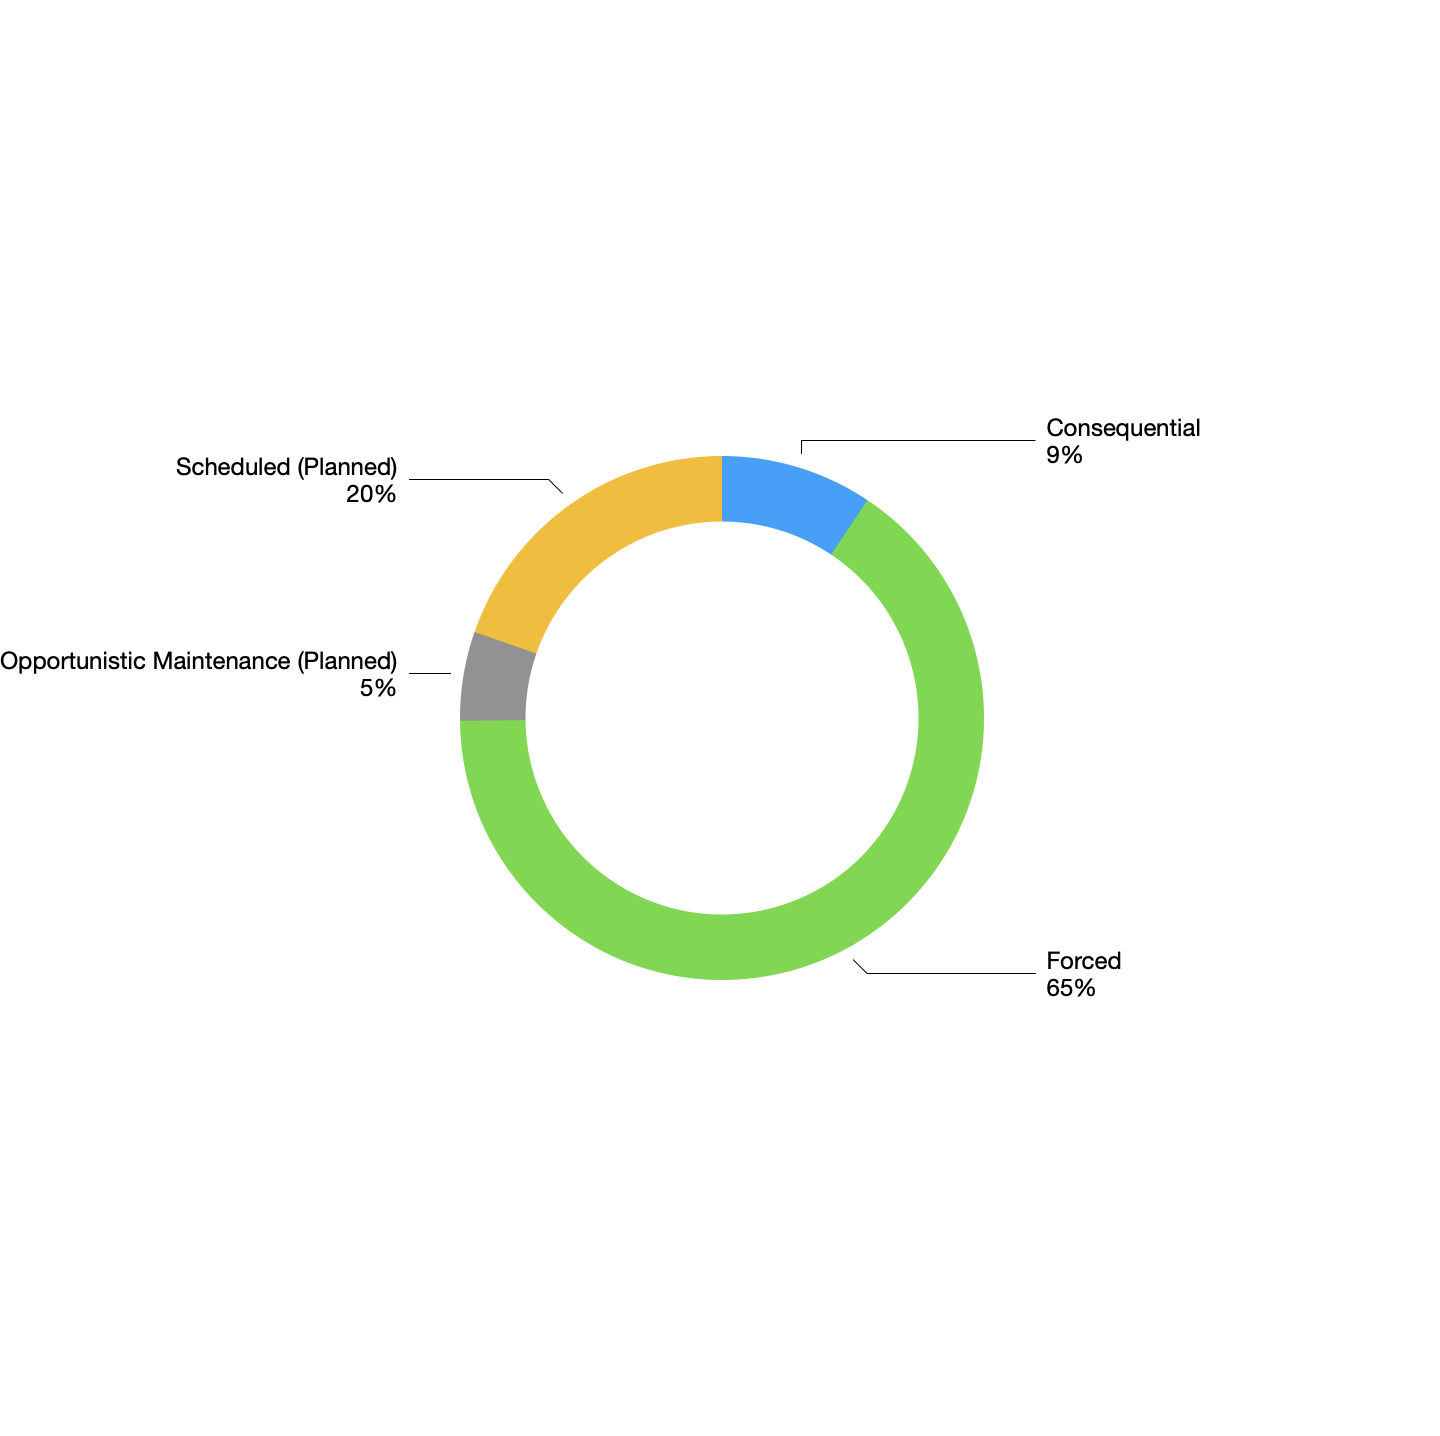 Consequential
9%
Scheduled (Planned)
20%
Opportunistic Maintenance (Planned)
5%
Forced
65%